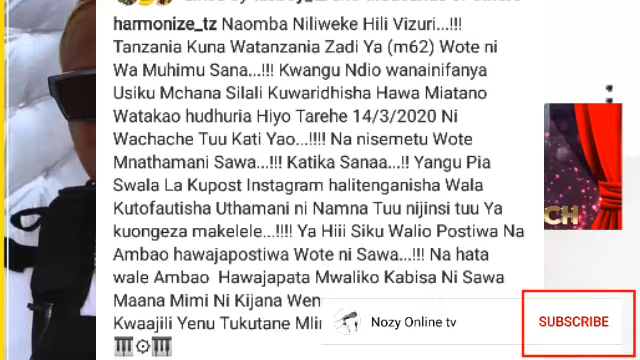 harmonize_tz Naomba Niliweke Hili Vizuri...!!!
Tanzania Kuna Watanzania Zadi Ya (m62) Wote ni
Wa Muhimu Sana...!!! Kwangu Ndio wanainifanya
Usiku Mchana Silali Kuwaridhisha Hawa Miatano
Watakao hudhuria Hiyo Tarehe 14/3/2020 Ni
Wachache Tuu Kati Yao...!!!! Na nisemetu Wote
Mnathamani Sawa...!!! Katika Sanaa...!! Yangu Pia
Swala La Kupost Instagram halitenganisha Wala
Kutofautisha Uthamani ni Namna Tuu nijinsi tuu Ya
kuongeza makelele...!!!! Ya Hiii Siku Walio Postiwa Na
Ambao hawajapostiwa Wote ni Sawa...!!! Na hata
wale Ambao Hawajapata Mwaliko Kabisa Ni Sawa
Maana Mimi Ni Kijana Wen
Kwaajili Yenu Tukutane Mlir
Nozy Online tv
SUBSCRIBE
CH